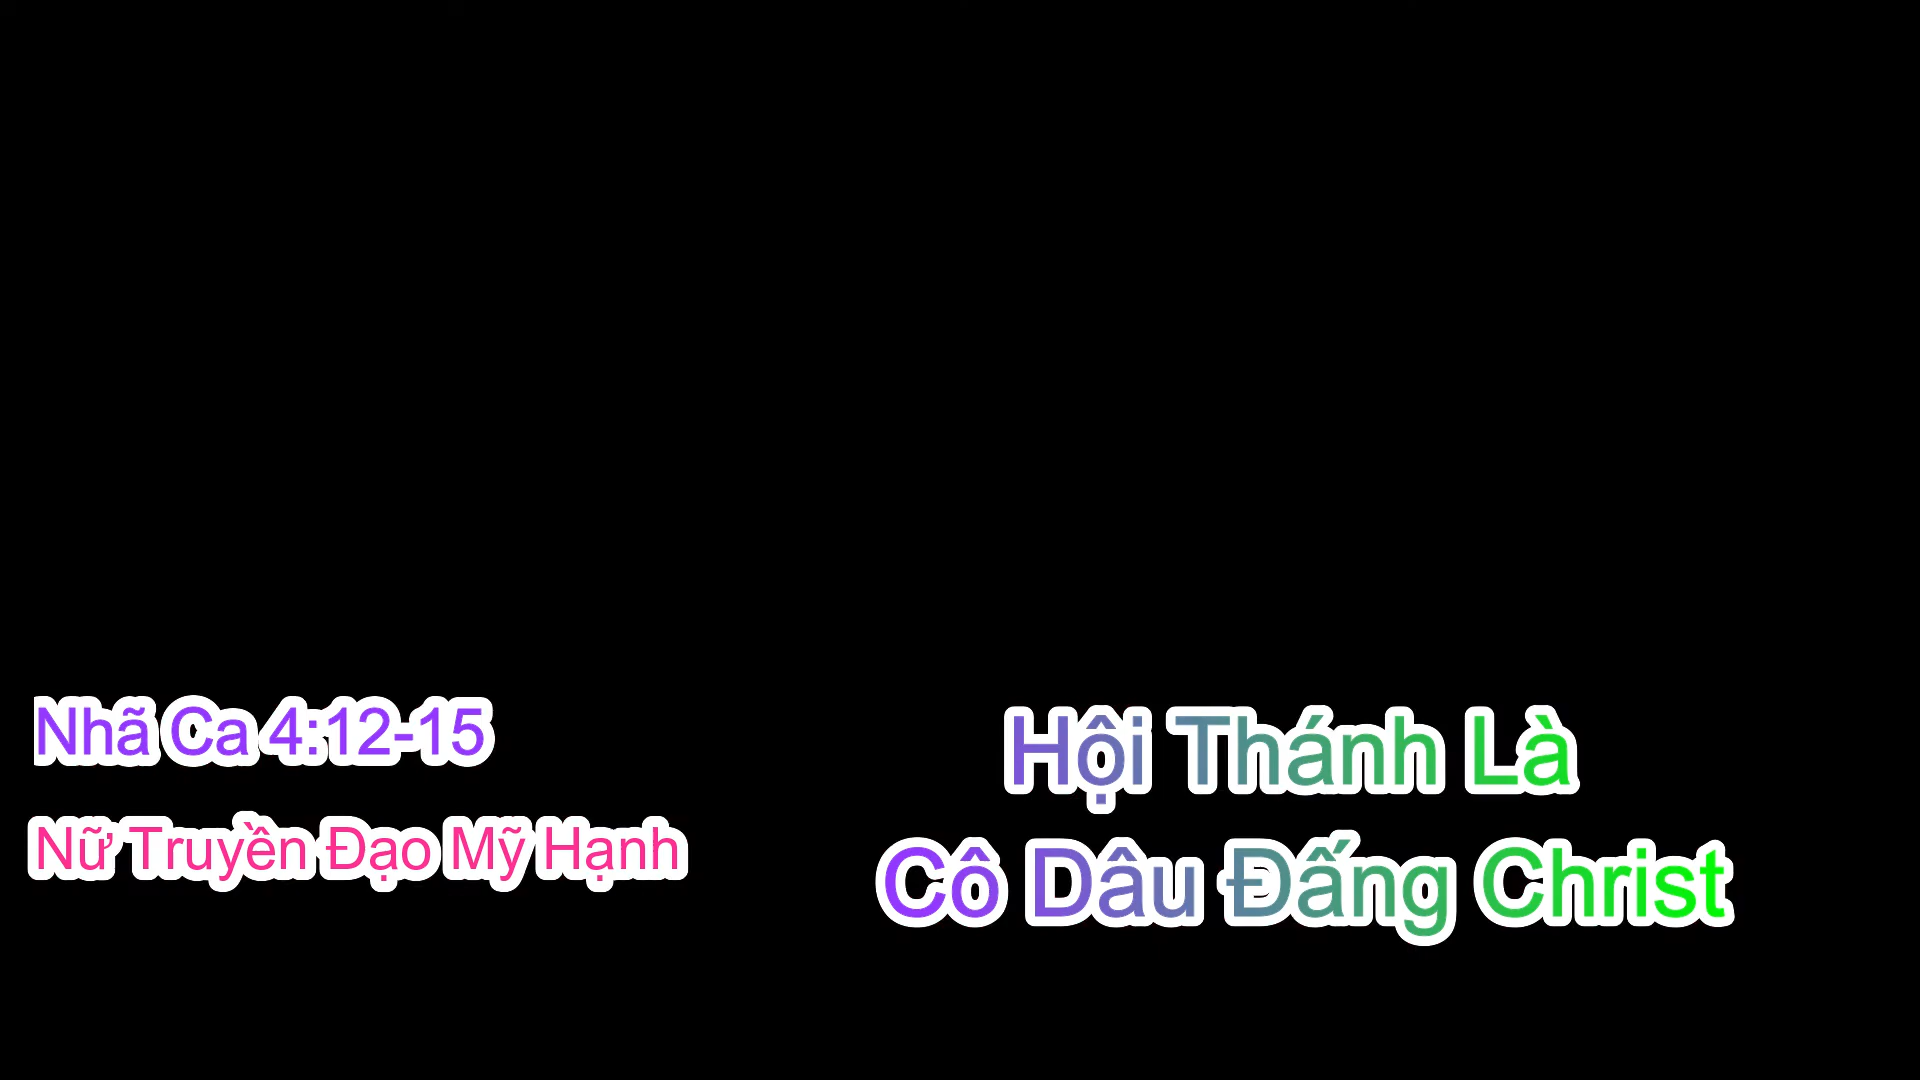 Nhã Ca 4:12-15
Nữ Truyền Đạo Mỹ Hạnh
Hội Thánh Là
Cô Dâu Đấng Christ